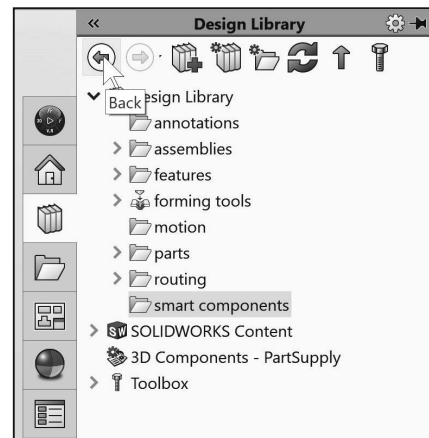 Design Library
Back
esign Library
annotations
assemblies
features
forming tools
motion
parts
routing
smart components
SW SOLIDWORKS Content
3D Components - PartSupply
Toolbox